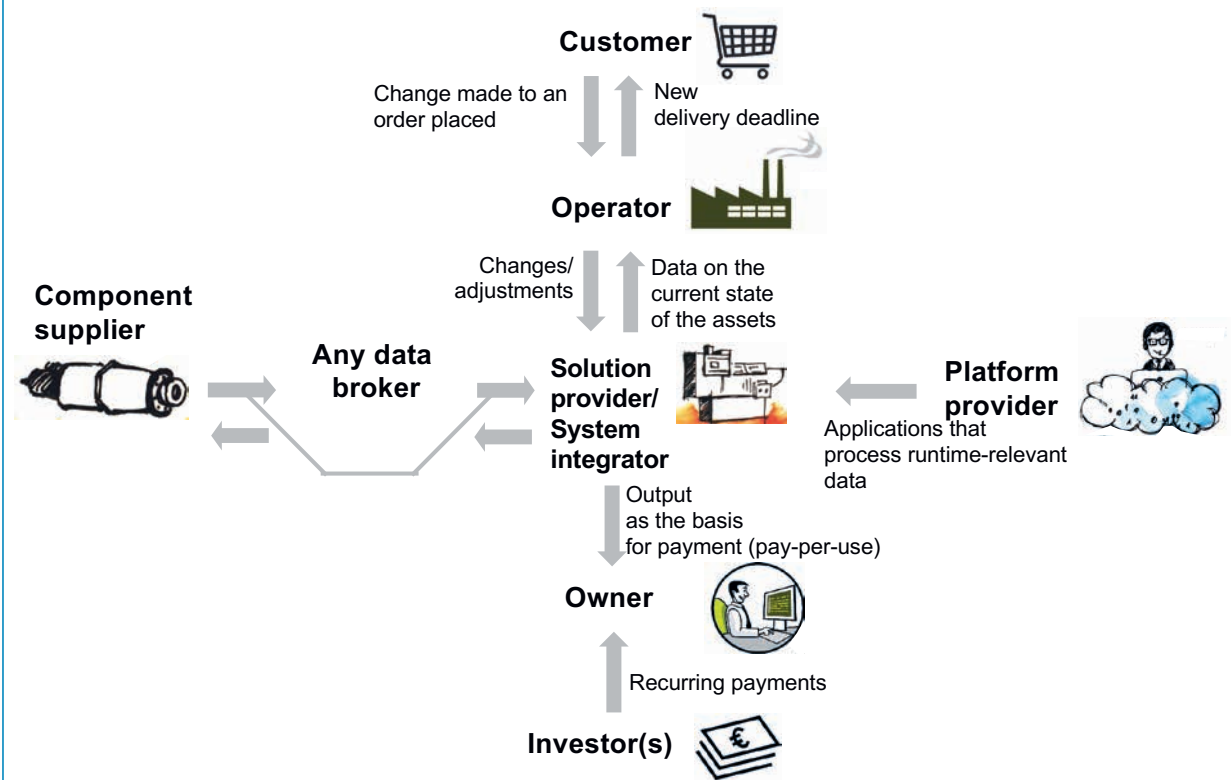 Customer
Change made to an
order placed
New
delivery deadline
Operator
Changes/
adjustments
Data on the
current state
of the assets
Component
supplier
Any data
broker
Solution
provider/
System
integrator
Platform
provider
Applications that
process runtime-relevant
data
Output
as the basis
for payment (pay-per-use)
Owner
Recurring payments
Investor(s)
€